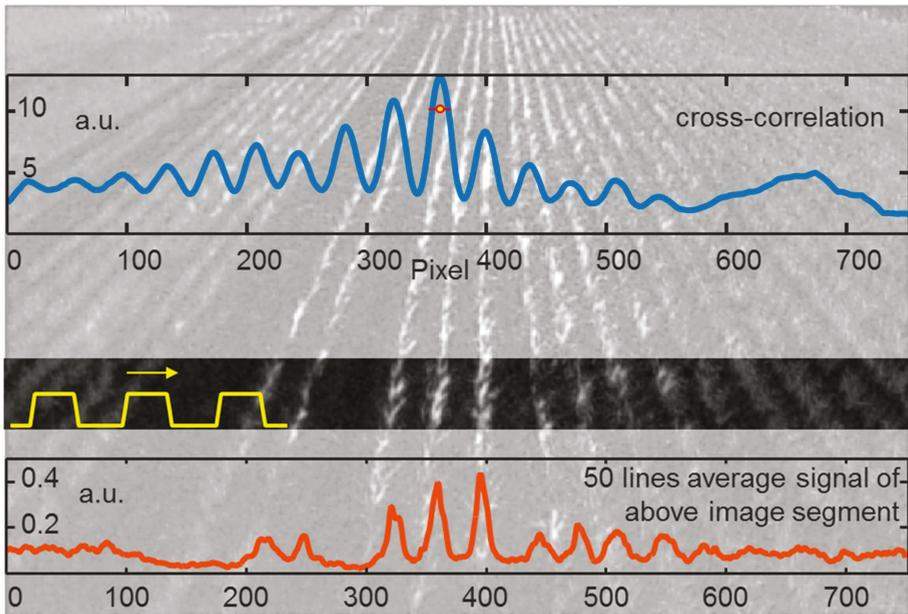 10
a.u.
cross-correlation
5
0 100 200 300 400 500 600 700
Pixel
0.4
a.u.
50 lines average signal of
above image segment
0.2
0 100 200 300 400 500 600 700